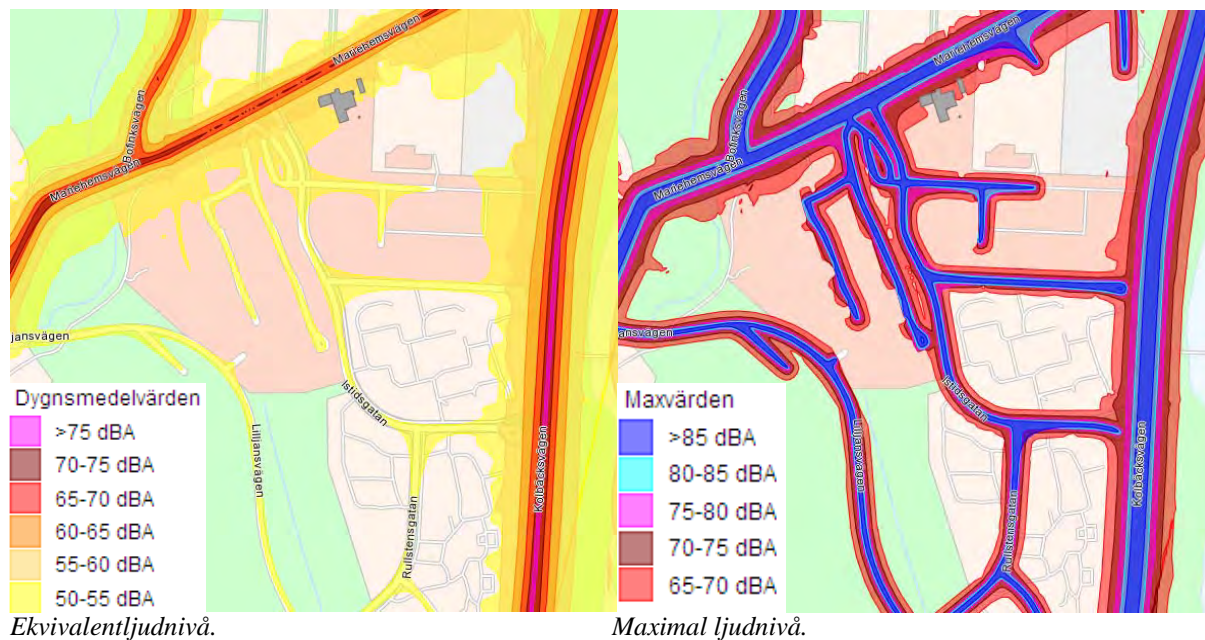 Mariehemsvägen
Bofinksvägen
Mariehemsvägen
jansvägen
Istidsgatan
Liljansvägen
Kolbäcksvägen
Rullstensgatan
Dygnsmedelvärden
>75 dBA
70-75 dBA
65-70 dBA
60-65 dBA
55-60 dBA
50-55 dBA
Ekvivalentljudnivå.
Mariehemsvägen
Bofinksvägen
Mariehemsvägen
ansvägen
Istidsgatan
Liljansvägen
Kolbäcksvägen
Rullstensgatan
Maxvärden
>85 dBA
80-85 dBA
75-80 dBA
70-75 dBA
65-70 dBA
Maximal ljudnivå.